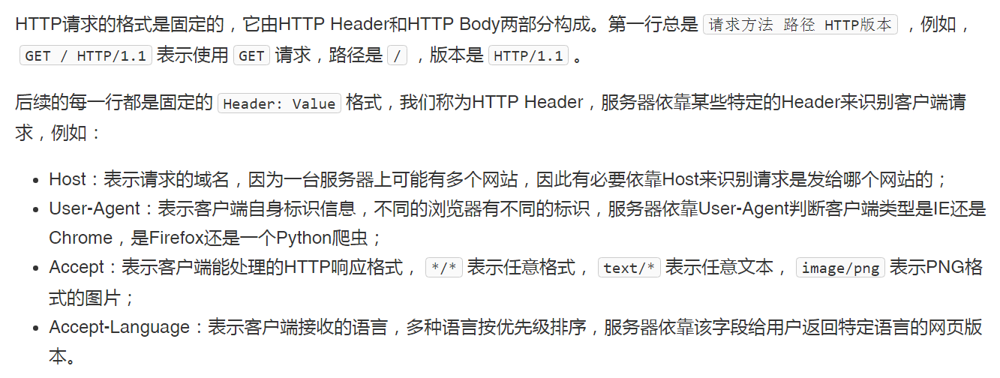 HTTP请求的格式是固定的，它由HTTP Header和HTTP Body两部分构成。第一行总是 请求方法 路径 HTTP版本 ，例如，
GET / HTTP/1.1 表示使用 GET 请求，路径是 / ，版本是 HTTP/1.1 。
后续的每一行都是固定的 Header: Value 格式，我们称为HTTP Header，服务器依靠某些特定的Header来识别客户端请
求，例如：
• Host：表示请求的域名，因为一台服务器上可能有多个网站，因此有必要依靠Host来识别请求是发给哪个网站的；
• User-Agent：表示客户端自身标识信息，不同的浏览器有不同的标识，服务器依靠User-Agent判断客户端类型是IE还是
Chrome，是Firefox还是一个Python爬虫；
• Accept：表示客户端能处理的HTTP响应格式， */* 表示任意格式， text/* 表示任意文本， image/png 表示PNG格
式的图片；
• Accept-Language：表示客户端接收的语言，多种语言按优先级排序，服务器依靠该字段给用户返回特定语言的网页版
本。